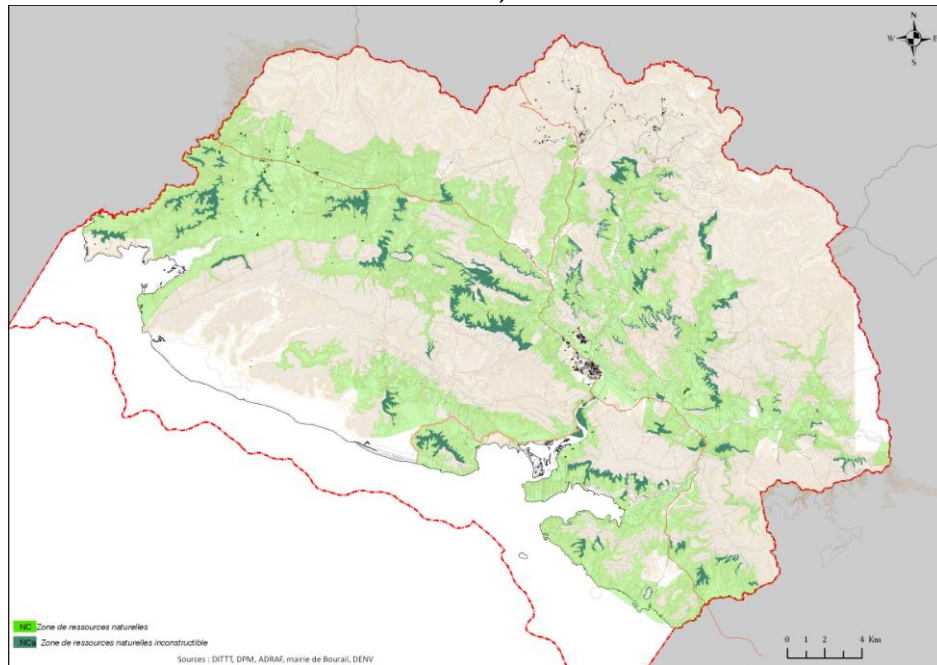 N
W E
S
NC Zone de ressources naturelles
NCa Zone de ressources naturelles inconstructible
Sources : DITTT, DPM, ADRAF, mairie de Bourail, DENV
0 1 2 4 Km